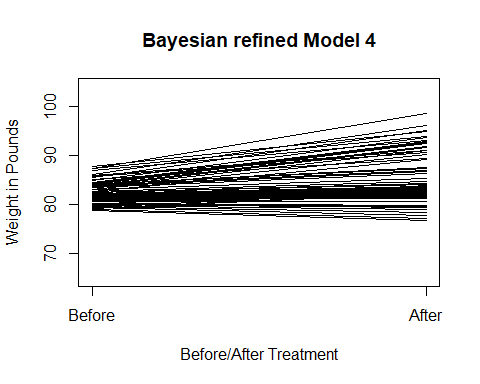 Bayesian refined Model 4
Weight in Pounds
100
90
80
70
Before
After
Before/After Treatment